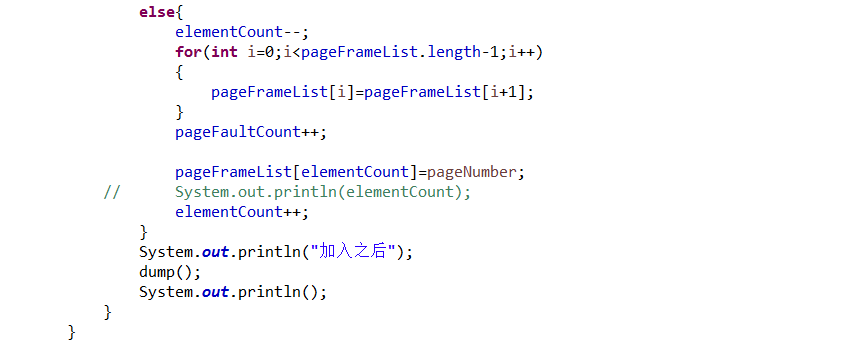 else{
elementCount--;
for(int i=0;i<pageFrameList.length-1;i++)
{
pageFrameList[i]=pageFrameList[i+1];
}
pageFaultCount++;
pageFrameList[elementCount]=pageNumber;
// System.out.println(elementCount);
elementCount++;
}
System.out.println("加入之后");
dump();
System.out.println();
}
}